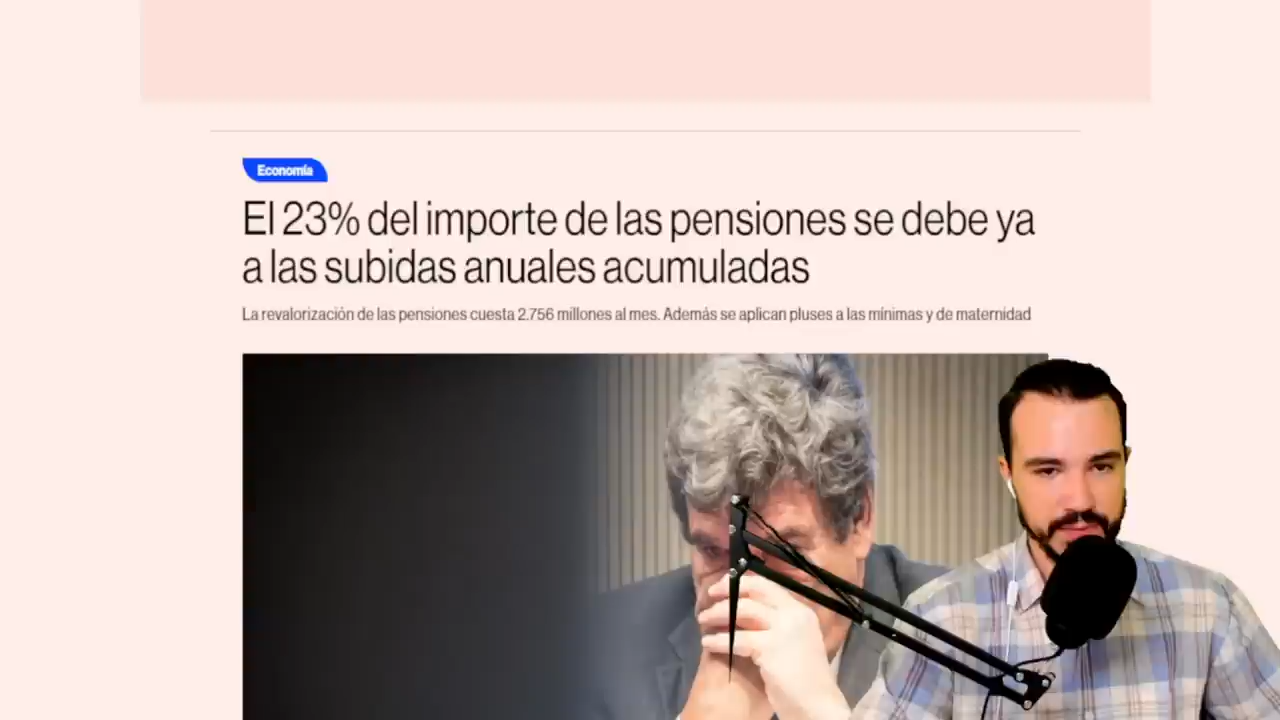 Economía
El 23% del importe de las pensiones se debe ya
a las subidas anuales acumuladas
La revalorización de las pensiones cuesta 2.756 millones al mes. Además se aplican pluses a las mínimas y de maternidad